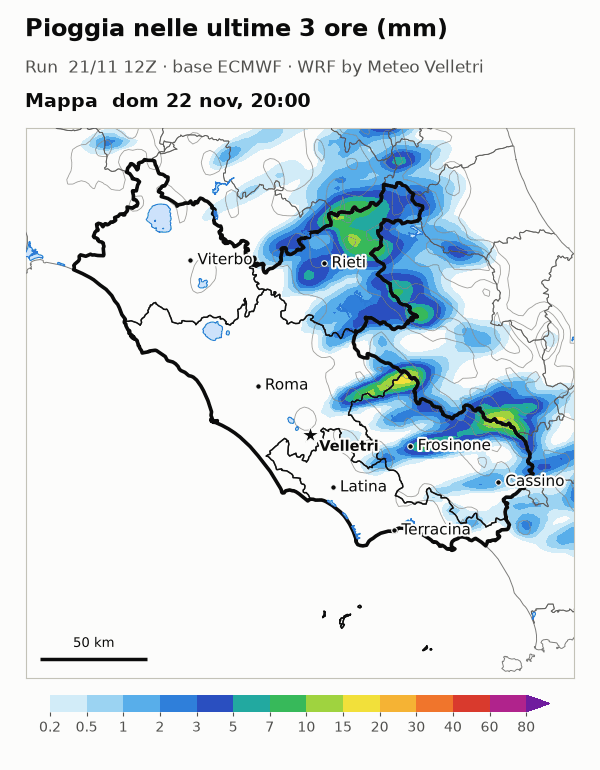 Pioggia nelle ultime 3 ore (mm)
Run  21/11 12Z · base ECMWF · WRF by Meteo Velletri
Mappa  dom 22 nov, 20:00
Viterbo
Rieti
Roma
Velletri
Frosinone
Cassino
Latina
Terracina
50 km
0.2 0.5 1 2 3 5 7 10 15 20 30 40 60 80